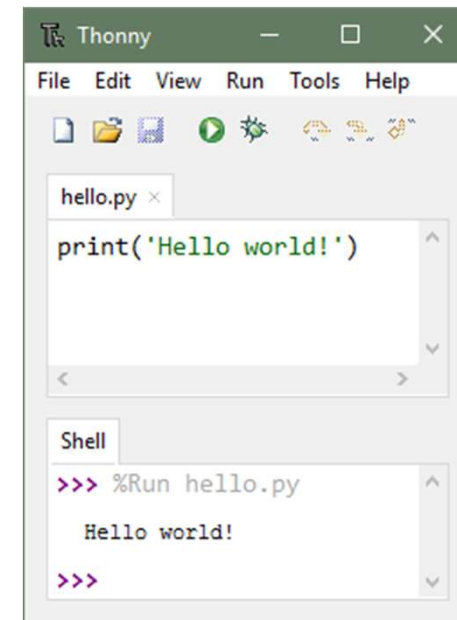 Thonny
File Edit View Run Tools Help
hello.py
print('Hello world!')
Shell
>>> %Run hello.py
Hello world!
>>>